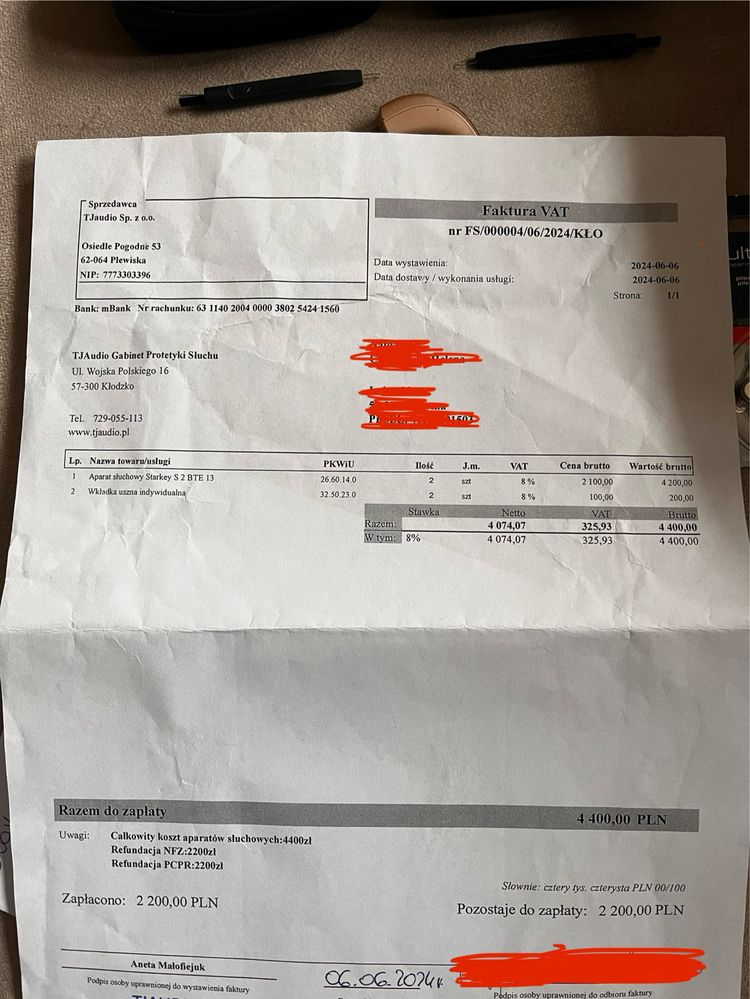 Sprzedawca
TJaudio Sp. z o.o.
Osiedle Pogodne 53
62-064 Plewiska
NIP: 7773303396
Faktura VAT
nr FS/000004/06/2024/KŁO
Data wystawienia: 2024-06-06
Data dostawy / wykonania usługi: 2024-06-06
Strona: 1/1
Bank: mBank Nr rachunku: 63 1140 2004 0000 3802 5424 1560
TJAudio Gabinet Protetyki Słuchu
Ul. Wojska Polskiego 16
57-300 Kłodzko
Tel. 729-055-113
www.tjaudio.pl
Lp. Nazwa towaru/usługi PKWiU Ilość J.m. VAT Cena brutto Wartość brutto
1 Aparat słuchowy Starkey S 2 BTE 13 26.60.14.0 2 szt 8 % 2 100,00 4 200,00
2 Wkładka uszna indywidualna 32.50.23.0 2 szt 8 % 100,00 200,00
Stawka Netto VAT Brutto
Razem: 4 074,07 325,93 4 400,00
W tym: 8% 4 074,07 325,93 4 400,00
Razem do zapłaty 4 400,00 PLN
Uwagi: Całkowity koszt aparatów słuchowych:4400zł
Refundacja NFZ:2200zł
Refundacja PCPR:2200zł
Słownie: cztery tys. czterysta PLN 00/100
Zapłacono: 2 200,00 PLN
Pozostaje do zapłaty: 2 200,00 PLN
Aneta Małofiejuk
06.06.2024r.
Podpis osoby uprawnionej do wystawienia faktury
Podpis osoby uprawnionej do odbioru faktury